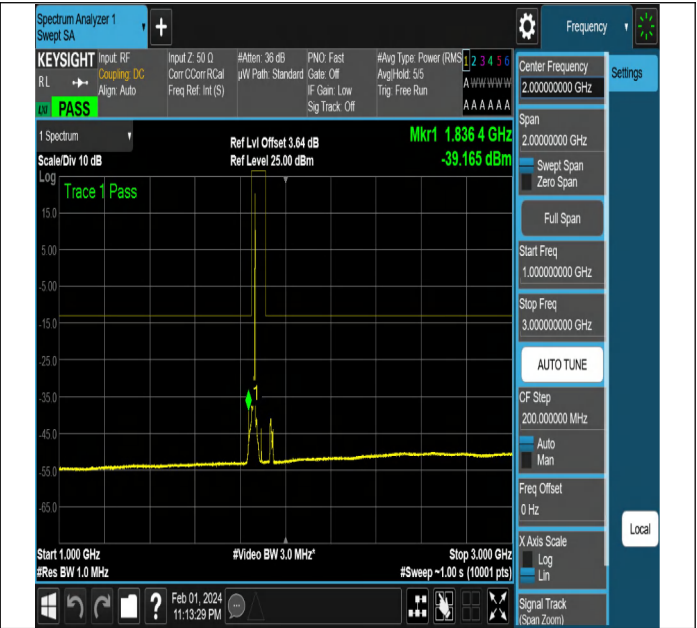 Spectrum Analyzer 1
Swept SA
+
Frequency
KEYSIGHT
RL
PASS
Input: RF
Coupling: DC
Align: Auto
Input Z: 50 Ω
Corr CCorr RCal
Freq Ref: Int (S)
#Atten: 36 dB
µW Path: Standard
PNO: Fast
Gate: Off
IF Gain: Low
Sig Track: Off
#Avg Type: Power (RMS
Avg|Hold: 5/5
Trig: Free Run
1 2 3 4 5 6
A W W W W W
A A A A A A
1 Spectrum
Scale/Div 10 dB
Log
Ref Lvl Offset 3.64 dB
Ref Level 25.00 dBm
Mkr1 1.836 4 GHz
-39.165 dBm
Trace 1 Pass
15.0
5.00
-5.00
-15.0
-25.0
-35.0
-45.0
-55.0
-65.0
1
Start 1.000 GHz
#Res BW 1.0 MHz
#Video BW 3.0 MHz*
Stop 3.000 GHz
#Sweep ~1.00 s (10001 pts)
Center Frequency
2.000000000 GHz
Settings
Span
2.00000000 GHz
Swept Span
Zero Span
Full Span
Start Freq
1.000000000 GHz
Stop Freq
3.000000000 GHz
AUTO TUNE
CF Step
200.000000 MHz
Auto
Man
Freq Offset
0 Hz
X Axis Scale
Log
Lin
Local
Signal Track
(Span Zoom)
?
Feb 01, 2024
11:13:29 PM